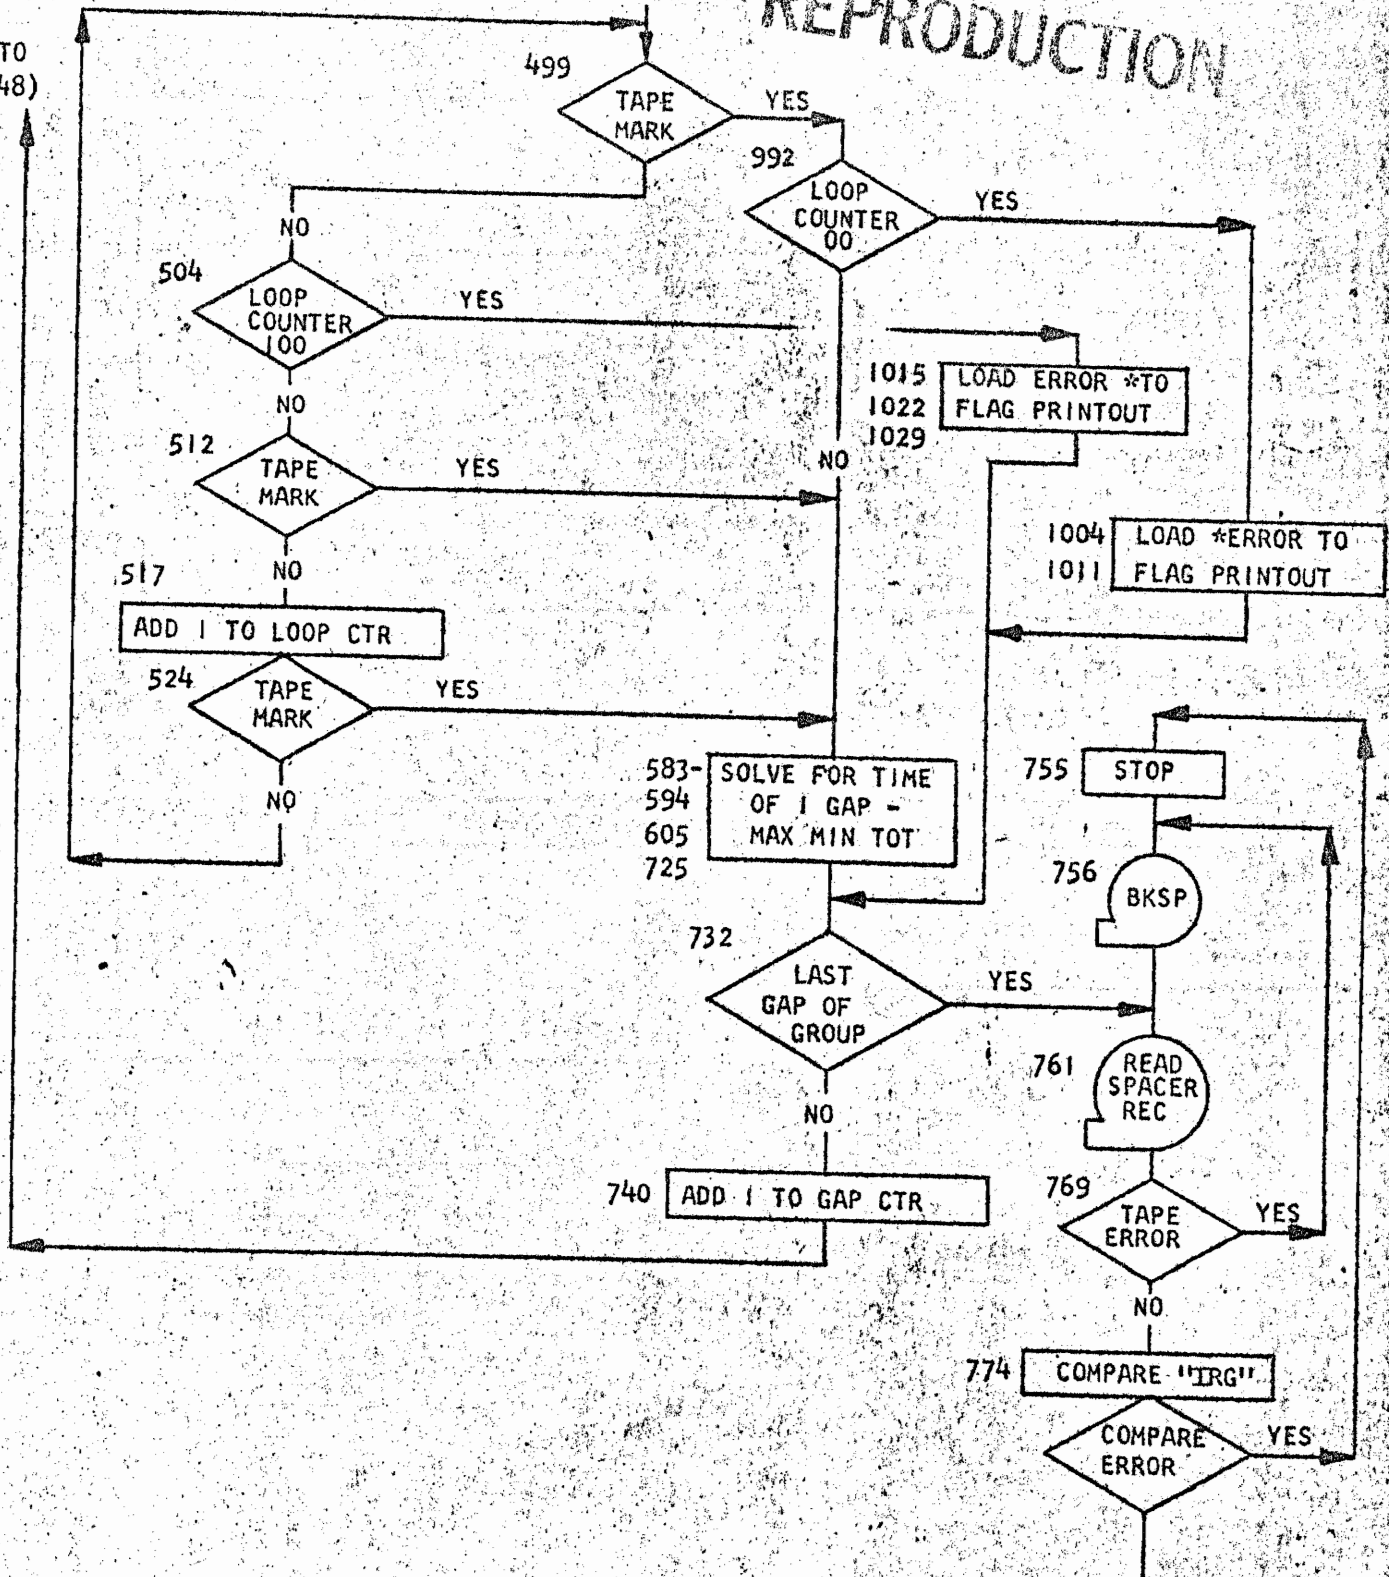 REPRODUCTION
TO
48)
499
TAPE
MARK
YES
992
LOOP
COUNTER
00
YES
NO
504
LOOP
COUNTER
100
YES
NO
1015
1022
1029
LOAD ERROR *TO
FLAG PRINTOUT
512
TAPE
MARK
YES
NO
1004
1011
LOAD *ERROR TO
FLAG PRINTOUT
NO
517
ADD 1 TO LOOP CTR
524
TAPE
MARK
YES
NO
583-
594
605
725
SOLVE FOR TIME
OF 1 GAP -
MAX MIN TOT
755
STOP
756
BKSP
732
LAST
GAP OF
GROUP
YES
NO
761
READ
SPACER
REC
740
ADD 1 TO GAP CTR
769
TAPE
ERROR
YES
NO
774
COMPARE "IRG"
COMPARE
ERROR
YES